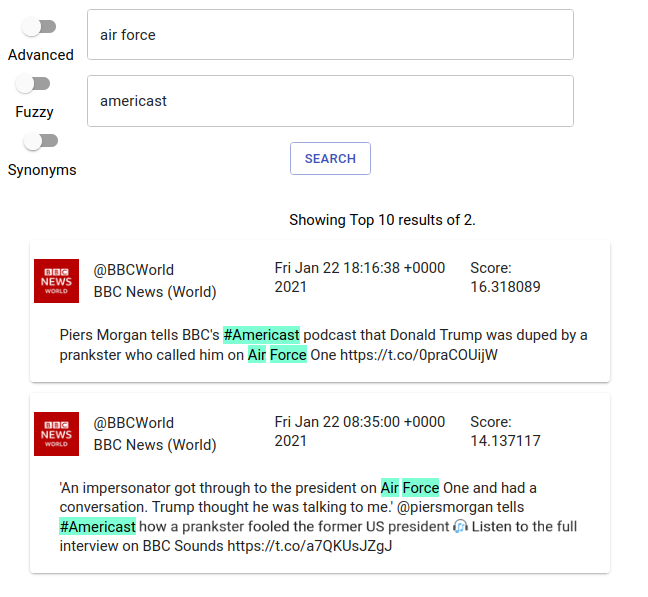 air force
Advanced
americast
Fuzzy
Synonyms
SEARCH
Showing Top 10 results of 2.
BBC
NEWS
WORLD
@BBCWorld
BBC News (World)
Fri Jan 22 18:16:38 +0000
2021
Score:
16.318089
Piers Morgan tells BBC's #Americast podcast that Donald Trump was duped by a
prankster who called him on Air Force One https://t.co/0praCOUijW
BBC
NEWS
WORLD
@BBCWorld
BBC News (World)
Fri Jan 22 08:35:00 +0000
2021
Score:
14.137117
'An impersonator got through to the president on Air Force One and had a
conversation. Trump thought he was talking to me.' @piersmorgan tells
#Americast how a prankster fooled the former US president 🎧 Listen to the full
interview on BBC Sounds https://t.co/a7QKUsJZgJ